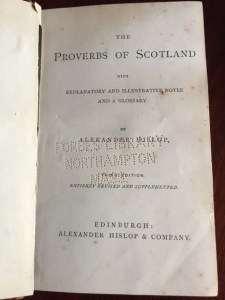 THE
PROVERBS OF SCOTLAND
WITH
EXPLANATORY AND ILLUSTRATIVE NOTES
AND A GLOSSARY
BY
ALEXANDER HISLOP.
FORBES LIBRARY
NORTHAMPTON
MASS.
EDITION
ENTIRELY REVISED AND SUPPLEMENTED.
EDINBURGH:
ALEXANDER HISLOP & COMPANY.